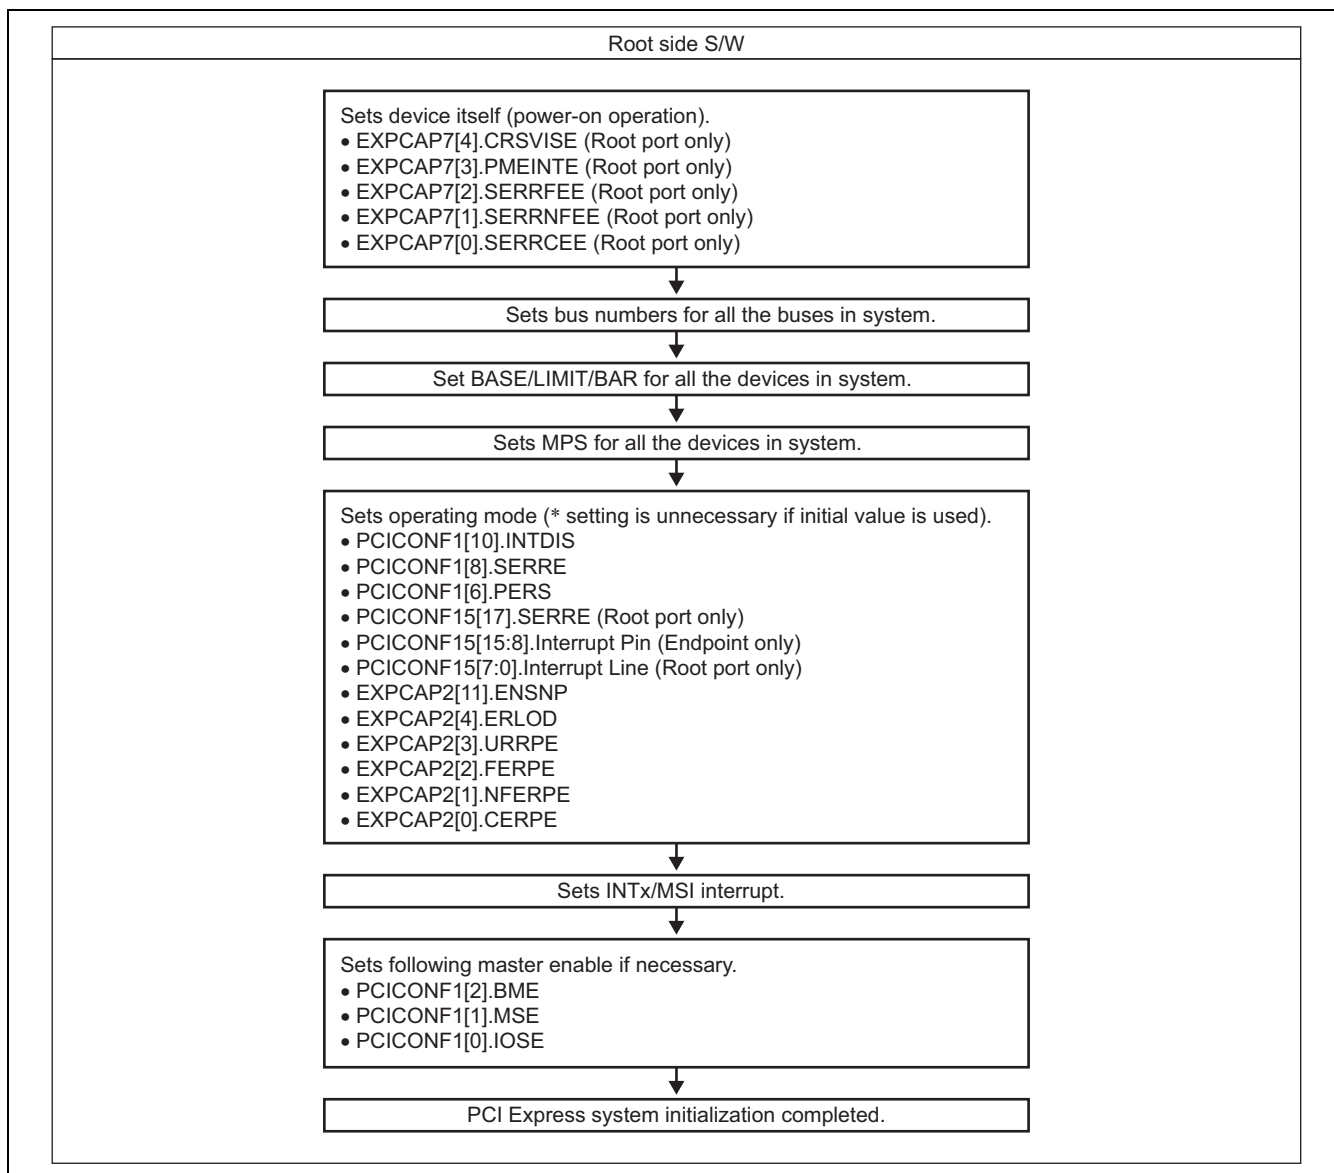 Root side S/W
Sets device itself (power-on operation).
• EXPCAP7[4].CRSVISE (Root port only)
• EXPCAP7[3].PMEINTE (Root port only)
• EXPCAP7[2].SERRFEE (Root port only)
• EXPCAP7[1].SERRNFEE (Root port only)
• EXPCAP7[0].SERRCEE (Root port only)
Sets bus numbers for all the buses in system.
Set BASE/LIMIT/BAR for all the devices in system.
Sets MPS for all the devices in system.
Sets operating mode (* setting is unnecessary if initial value is used).
• PCICONF1[10].INTDIS
• PCICONF1[8].SERRE
• PCICONF1[6].PERS
• PCICONF15[17].SERRE (Root port only)
• PCICONF15[15:8].Interrupt Pin (Endpoint only)
• PCICONF15[7:0].Interrupt Line (Root port only)
• EXPCAP2[11].ENSNP
• EXPCAP2[4].ERLOD
• EXPCAP2[3].URRPE
• EXPCAP2[2].FERPE
• EXPCAP2[1].NFERPE
• EXPCAP2[0].CERPE
Sets INTx/MSI interrupt.
Sets following master enable if necessary.
• PCICONF1[2].BME
• PCICONF1[1].MSE
• PCICONF1[0].IOSE
PCI Express system initialization completed.